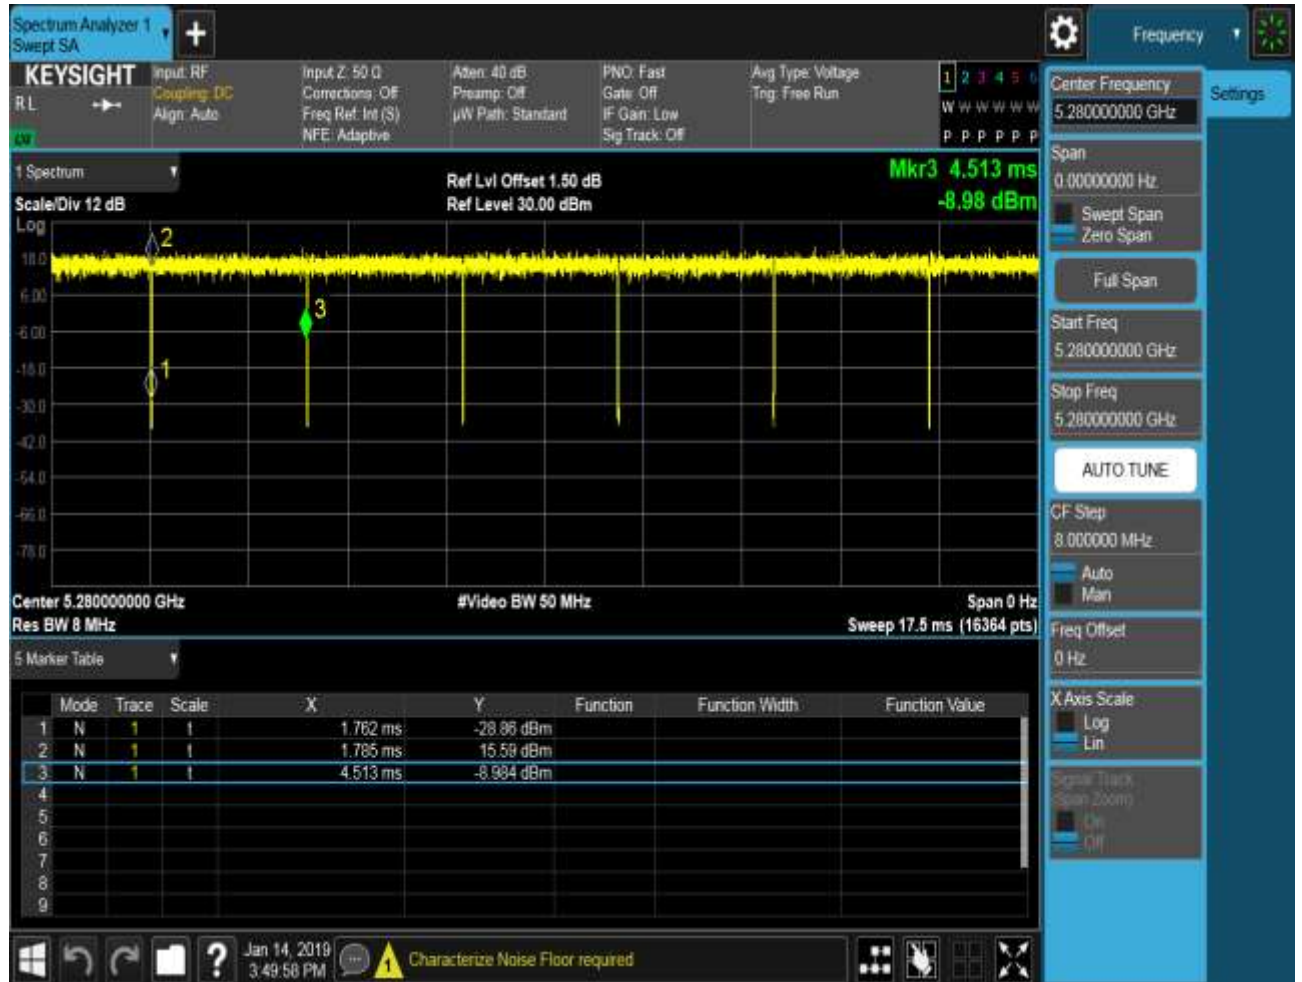 Spectrum Analyzer 1
Swept SA
Frequency
KEYSIGHT
R L
Input: RF
Coupling: DC
Align: Auto
Input Z: 50 Ω
Corrections: Off
Freq Ref: Int (S)
NFE: Adaptive
Atten: 40 dB
Preamp: Off
µW Path: Standard
PNO: Fast
Gate: Off
IF Gain: Low
Sig Track: Off
Avg Type: Voltage
Trig: Free Run
1 2 3 4 5 6
W W W W W W
P P P P P P
1 Spectrum
Scale/Div 12 dB
Ref Lvl Offset 1.50 dB
Ref Level 30.00 dBm
Mkr3 4.513 ms
-8.98 dBm
Log
18.0
6.00
-6.00
-18.0
-30.0
-42.0
-54.0
-66.0
-78.0
2
3
1
Center 5.280000000 GHz
#Video BW 50 MHz
Span 0 Hz
Res BW 8 MHz
Sweep 17.5 ms (16364 pts)
5 Marker Table
Mode Trace Scale X Y Function Function Width Function Value
1 N 1 t 1.762 ms -28.86 dBm
2 N 1 t 1.785 ms 15.59 dBm
3 N 1 t 4.513 ms -8.984 dBm
4
5
6
7
8
9
?
Jan 14, 2019
3:49:58 PM
1
Characterize Noise Floor required
Settings
Center Frequency
5.280000000 GHz
Span
0.00000000 Hz
Swept Span
Zero Span
Full Span
Start Freq
5.280000000 GHz
Stop Freq
5.280000000 GHz
AUTO TUNE
CF Step
8.000000 MHz
Auto
Man
Freq Offset
0 Hz
X Axis Scale
Log
Lin
Signal Track
(Span Zoom)
On
Off